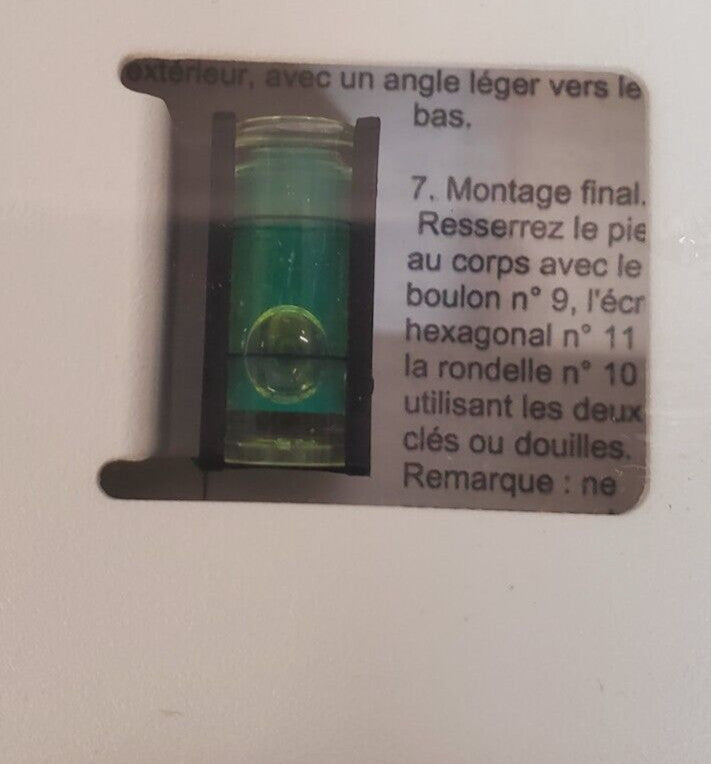 extérieur, avec un angle léger vers le
bas.
7. Montage final.
Resserrez le pie
au corps avec le
boulon n° 9, l'écr
hexagonal n° 11
la rondelle n° 10
utilisant les deux
clés ou douilles.
Remarque : ne